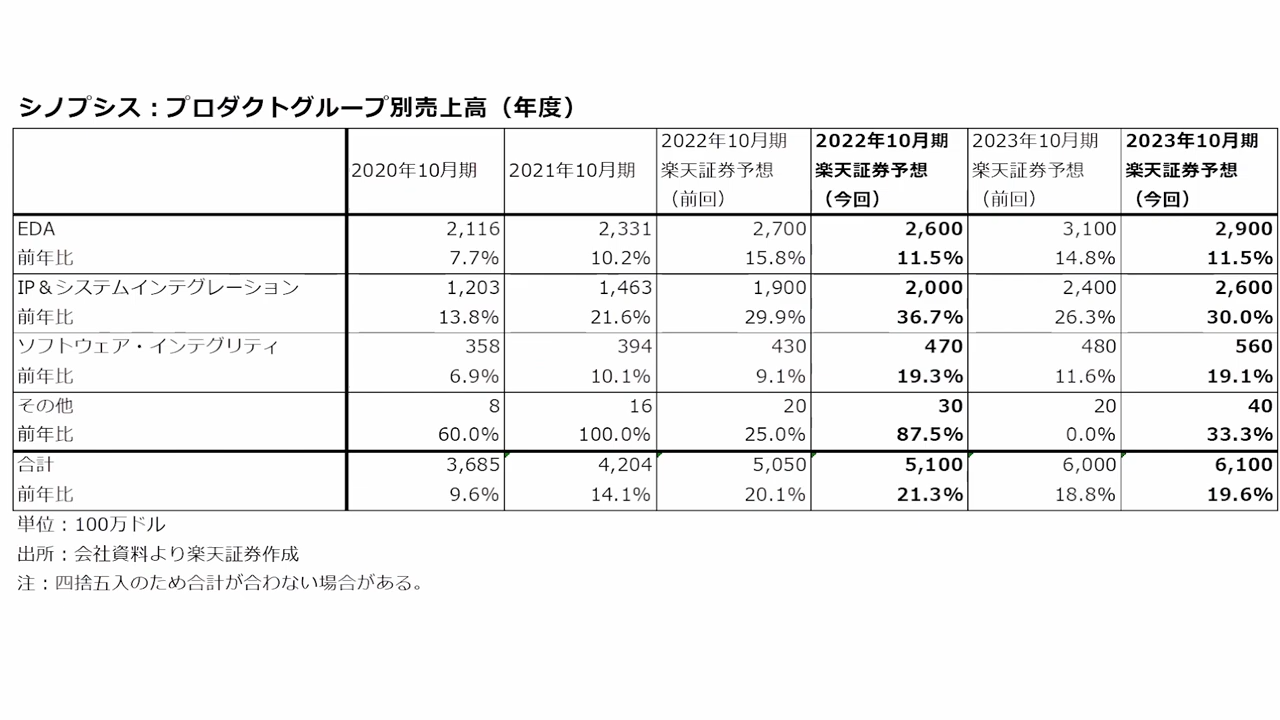 シノプシス：プロダクトグループ別売上高（年度）
2020年10月期 2021年10月期 2022年10月期 楽天証券予想 （前回） 2022年10月期 楽天証券予想 （今回） 2023年10月期 楽天証券予想 （前回） 2023年10月期 楽天証券予想 （今回）
EDA 2,116 2,331 2,700 2,600 3,100 2,900
前年比 7.7% 10.2% 15.8% 11.5% 14.8% 11.5%
IP＆システムインテグレーション 1,203 1,463 1,900 2,000 2,400 2,600
前年比 13.8% 21.6% 29.9% 36.7% 26.3% 30.0%
ソフトウェア・インテグリティ 358 394 430 470 480 560
前年比 6.9% 10.1% 9.1% 19.3% 11.6% 19.1%
その他 8 16 20 30 20 40
前年比 60.0% 100.0% 25.0% 87.5% 0.0% 33.3%
合計 3,685 4,204 5,050 5,100 6,000 6,100
前年比 9.6% 14.1% 20.1% 21.3% 18.8% 19.6%
単位：100万ドル
出所：会社資料より楽天証券作成
注：四捨五入のため合計が合わない場合がある。